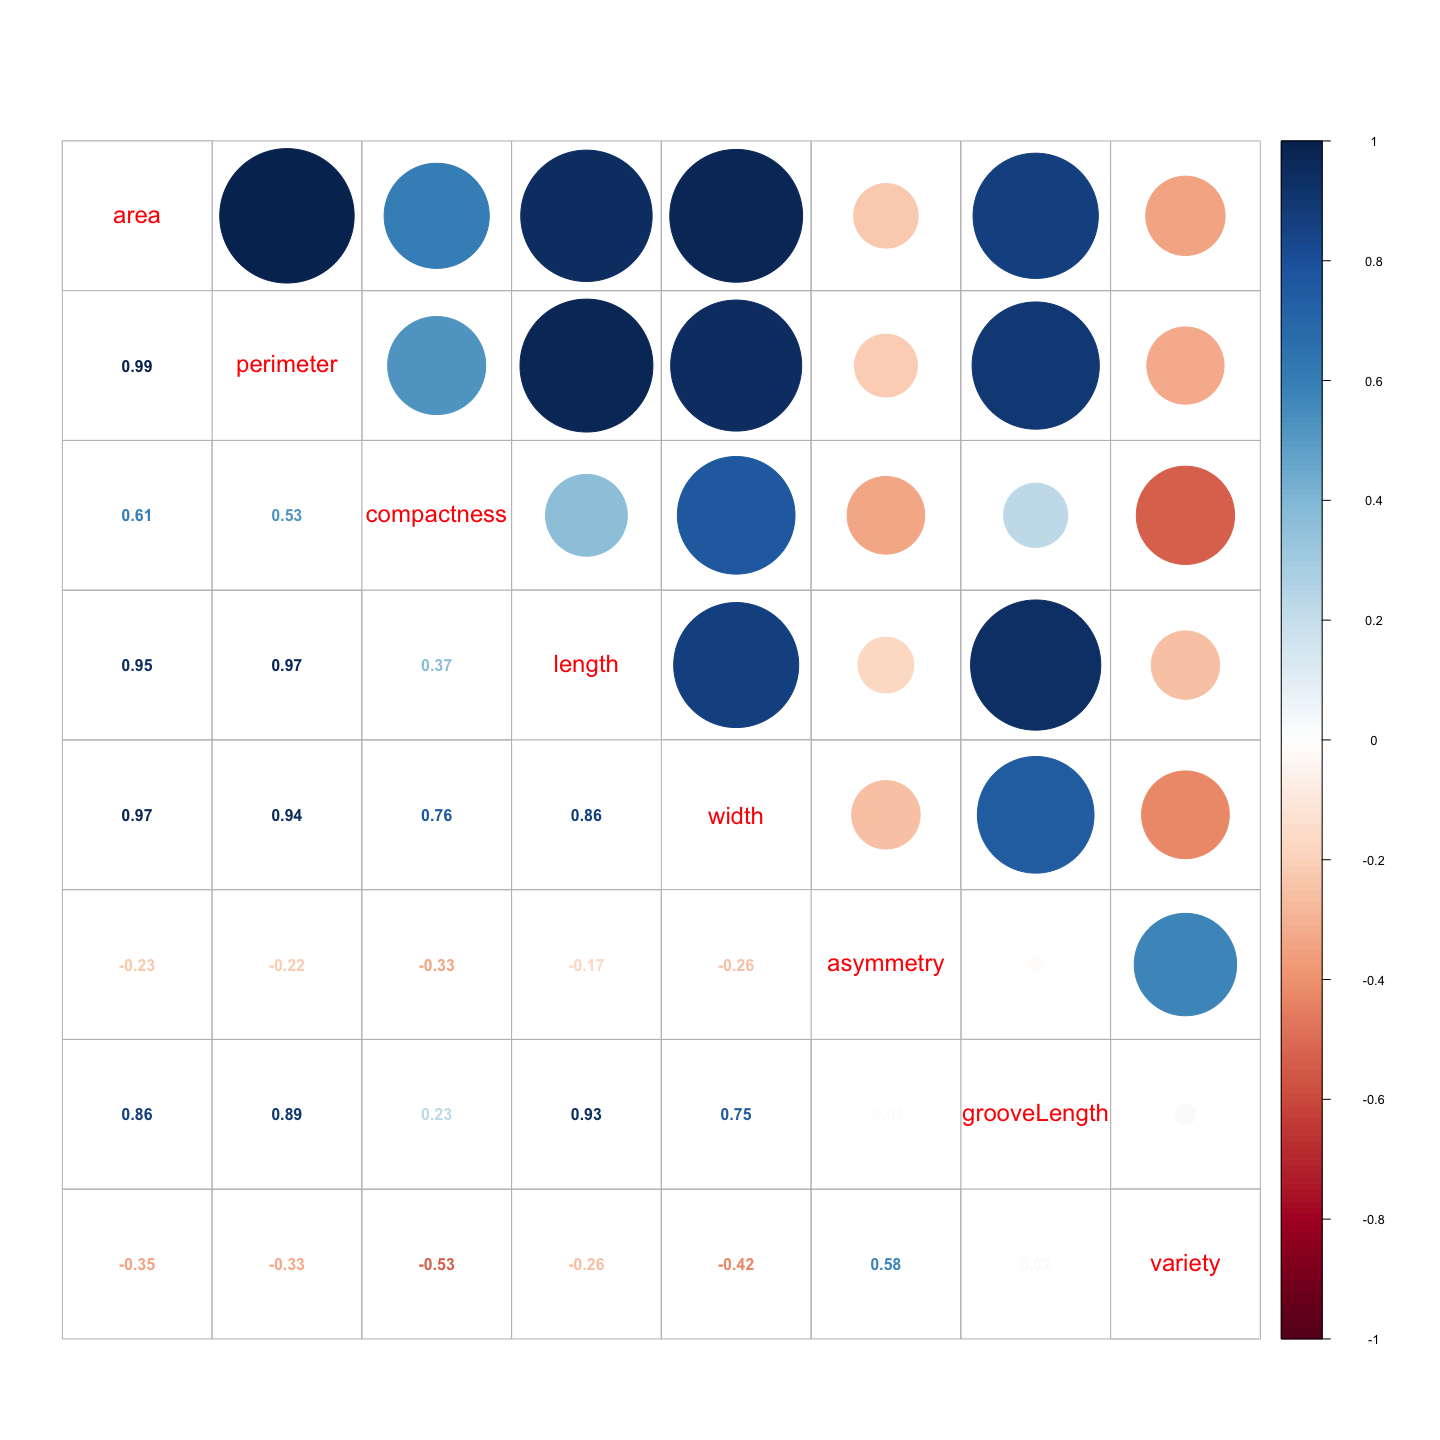 area
0.99 perimeter
0.61 0.53 compactness
0.95 0.97 0.37 length
0.97 0.94 0.76 0.86 width
-0.23 -0.22 -0.33 -0.17 -0.26 asymmetry
0.86 0.89 0.23 0.93 0.75 -0.01 grooveLength
-0.35 -0.33 -0.53 -0.26 -0.42 0.58 0.02 variety
1
0.8
0.6
0.4
0.2
0
-0.2
-0.4
-0.6
-0.8
-1